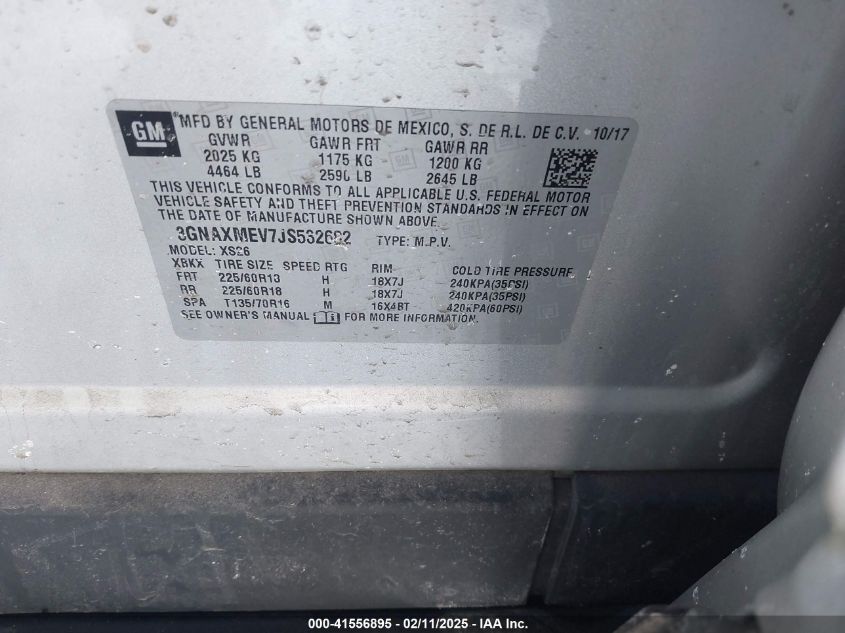 GM ® MFD BY GENERAL MOTORS DE MEXICO, S. DE R.L. DE C.V. 10/17
GVWR GAWR FRT GAWR RR
2025 KG 1175 KG 1200 KG
4464 LB 2590 LB 2645 LB
THIS VEHICLE CONFORMS TO ALL APPLICABLE U.S. FEDERAL MOTOR
VEHICLE SAFETY AND THEFT PREVENTION STANDARDS IN EFFECT ON
THE DATE OF MANUFACTURE SHOWN ABOVE.
TYPE: M.P.V.
MODEL: XS26
XBKX TIRE SIZE SPEED RTG RIM COLD TIRE PRESSURE
FRT 225/60R18 H 18X7J 240KPA(35PSI)
RR 225/60R18 H 18X7J 240KPA(35PSI)
SPA T135/70R16 M 16X4BT 420KPA(60PSI)
SEE OWNER'S MANUAL FOR MORE INFORMATION.
000-41556895 - 02/11/2025 - IAA Inc.